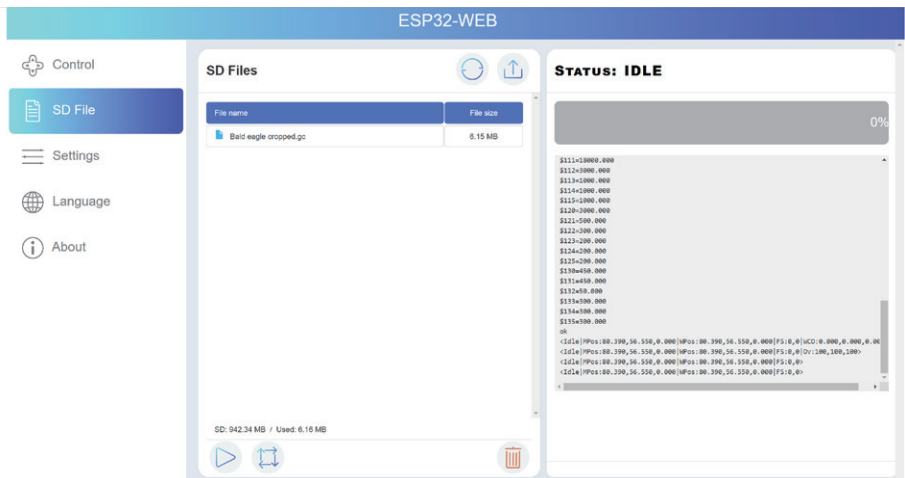 ESP32-WEB
Control
SD File
Settings
Language
About
SD Files
File name File size
Bald eagle cropped.gc 6.15 MB
SD: 942.34 MB / Used: 6.16 MB
STATUS: IDLE
0%
$111=18000.000
$112=3000.000
$113=1000.000
$114=1000.000
$115=1000.000
$120=3000.000
$121=500.000
$122=300.000
$123=200.000
$124=200.000
$125=200.000
$130=450.000
$131=450.000
$132=50.000
$133=300.000
$134=300.000
$135=300.000
ok
<Idle|MPos:80.390,56.550,0.000|WPos:80.390,56.550,0.000|FS:0,0|WCO:0.000,0.000,0.00
<Idle|MPos:80.390,56.550,0.000|WPos:80.390,56.550,0.000|FS:0,0|Ov:100,100,100>
<Idle|MPos:80.390,56.550,0.000|WPos:80.390,56.550,0.000|FS:0,0>
<Idle|MPos:80.390,56.550,0.000|WPos:80.390,56.550,0.000|FS:0,0>